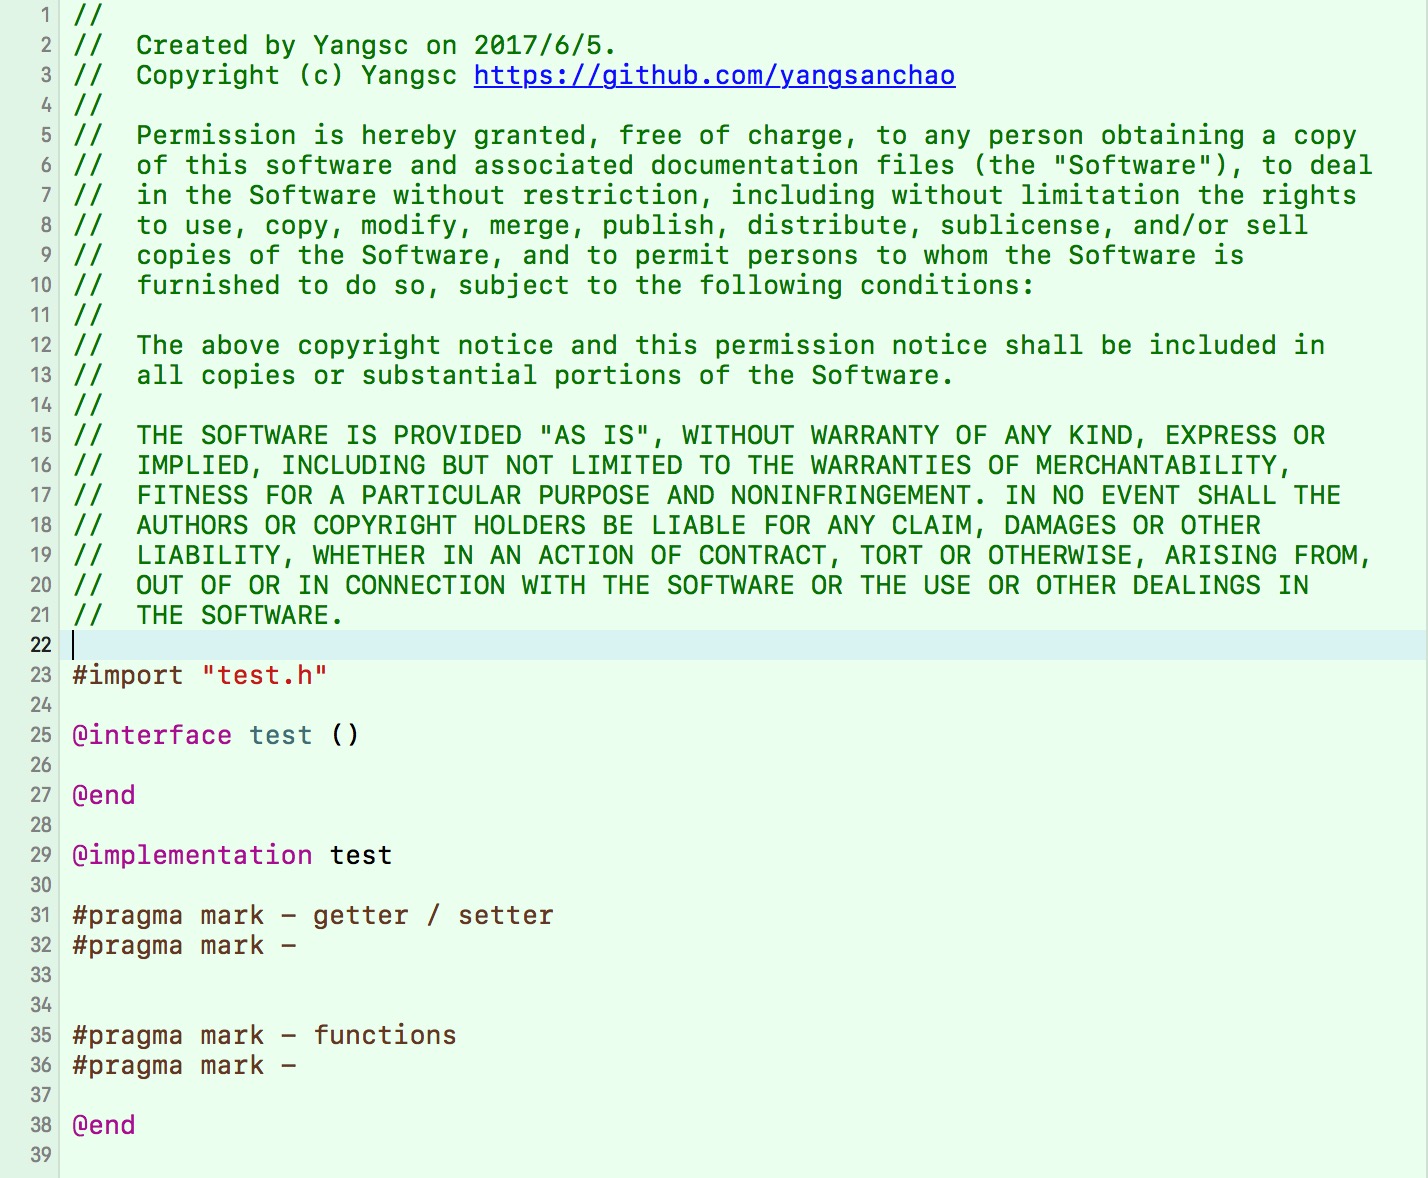 1 //
2 //  Created by Yangsc on 2017/6/5.
3 //  Copyright (c) Yangsc https://github.com/yangsanchao
4 //
5 //  Permission is hereby granted, free of charge, to any person obtaining a copy
6 //  of this software and associated documentation files (the "Software"), to deal
7 //  in the Software without restriction, including without limitation the rights
8 //  to use, copy, modify, merge, publish, distribute, sublicense, and/or sell
9 //  copies of the Software, and to permit persons to whom the Software is
10 //  furnished to do so, subject to the following conditions:
11 //
12 //  The above copyright notice and this permission notice shall be included in
13 //  all copies or substantial portions of the Software.
14 //
15 //  THE SOFTWARE IS PROVIDED "AS IS", WITHOUT WARRANTY OF ANY KIND, EXPRESS OR
16 //  IMPLIED, INCLUDING BUT NOT LIMITED TO THE WARRANTIES OF MERCHANTABILITY,
17 //  FITNESS FOR A PARTICULAR PURPOSE AND NONINFRINGEMENT. IN NO EVENT SHALL THE
18 //  AUTHORS OR COPYRIGHT HOLDERS BE LIABLE FOR ANY CLAIM, DAMAGES OR OTHER
19 //  LIABILITY, WHETHER IN AN ACTION OF CONTRACT, TORT OR OTHERWISE, ARISING FROM,
20 //  OUT OF OR IN CONNECTION WITH THE SOFTWARE OR THE USE OR OTHER DEALINGS IN
21 //  THE SOFTWARE.
22
23 #import "test.h"
24
25 @interface test ()
26
27 @end
28
29 @implementation test
30
31 #pragma mark - getter / setter
32 #pragma mark -
33
34
35 #pragma mark - functions
36 #pragma mark -
37
38 @end
39